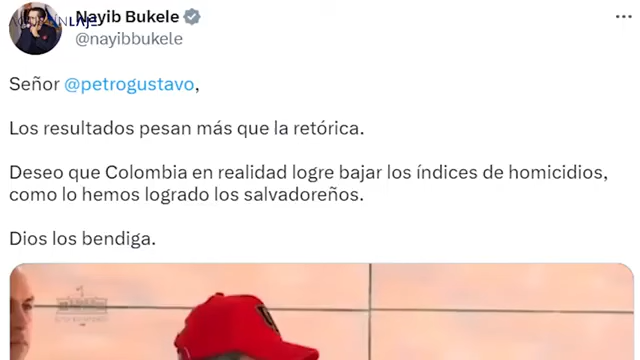 Nayib Bukele
@nayibbukele
Señor @petrogustavo,
Los resultados pesan más que la retórica.
Deseo que Colombia en realidad logre bajar los índices de homicidios,
como lo hemos logrado los salvadoreños.
Dios los bendiga.